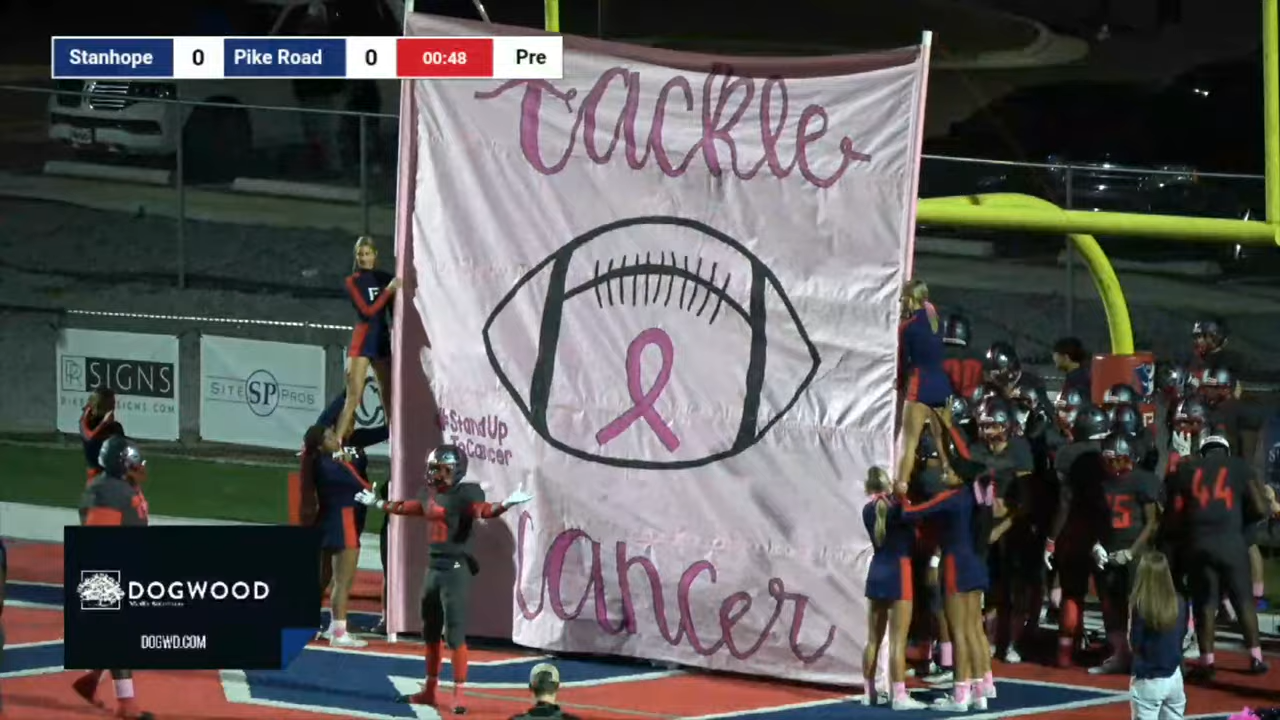 Stanhope 0 Pike Road 0 00:48 Pre
Tackle
#StandUp
ToCancer
Cancer
R SIGNS
SITE SP PROS
DOGWOOD
DOGWD.COM
44